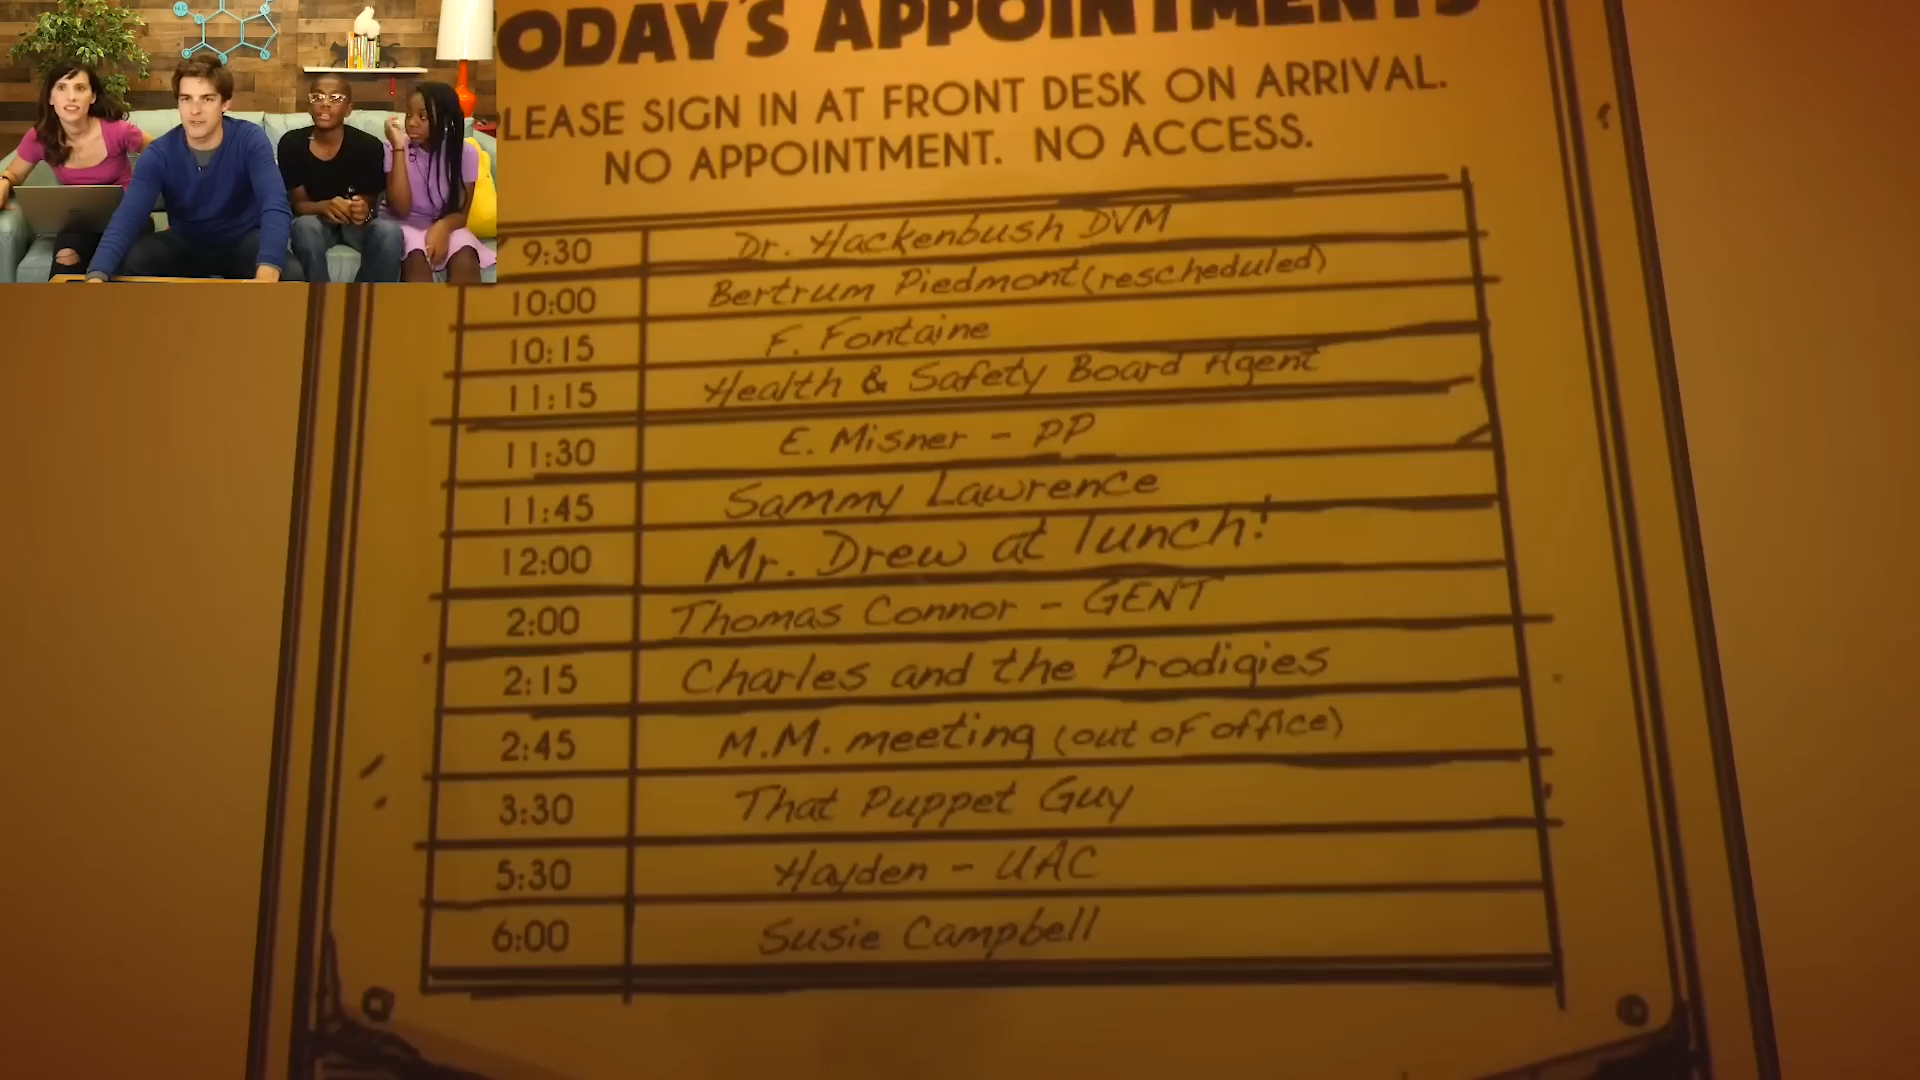 ODAY'S APPOINTMENTS
LEASE SIGN IN AT FRONT DESK ON ARRIVAL.
NO APPOINTMENT. NO ACCESS.
9:30 Dr. Hackenbush DVM
10:00 Bertrum Piedmont (rescheduled)
10:15 F. Fontaine
11:15 Health & Safety Board Agent
11:30 E. Misner - PP
11:45 Sammy Lawrence
12:00 Mr. Drew at lunch!
2:00 Thomas Connor - GENT
2:15 Charles and the Prodigies
2:45 M.M. meeting (out of office)
3:30 That Puppet Guy
5:30 Hayden - UAC
6:00 Susie Campbell